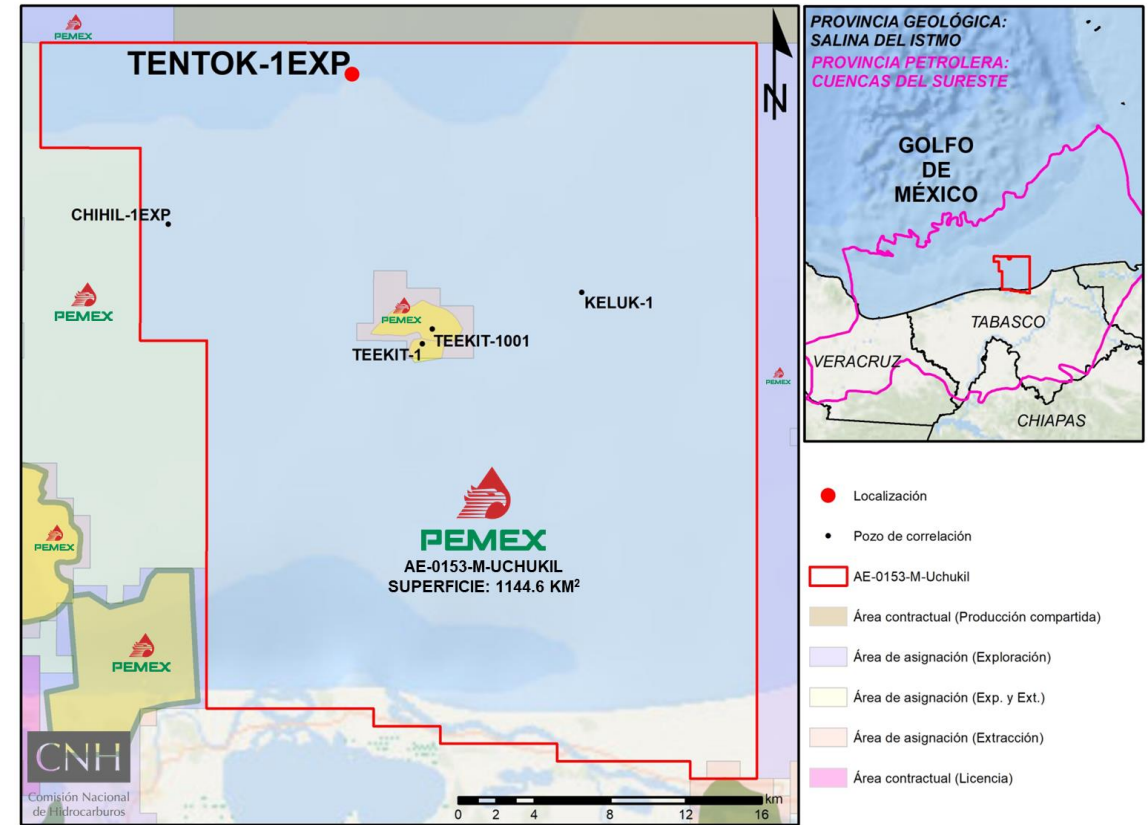 PEMEX
TENTOK-1EXP
N
CHIHIL-1EXP
PEMEX
KELUK-1
PEMEX
TEEKIT-1001
TEEKIT-1
PEMEX
PEMEX
PEMEX
AE-0153-M-UCHUKIL
SUPERFICIE: 1144.6 KM²
PEMEX
PEMEX
CNH
Comisión Nacional
de Hidrocarburos
km
0 2 4 8 12 16
PROVINCIA GEOLÓGICA:
SALINA DEL ISTMO
PROVINCIA PETROLERA:
CUENCAS DEL SURESTE
GOLFO
DE
MÉXICO
TABASCO
VERACRUZ
CHIAPAS
Localización
Pozo de correlación
AE-0153-M-Uchukil
Área contractual (Producción compartida)
Área de asignación (Exploración)
Área de asignación (Exp. y Ext.)
Área de asignación (Extracción)
Área contractual (Licencia)